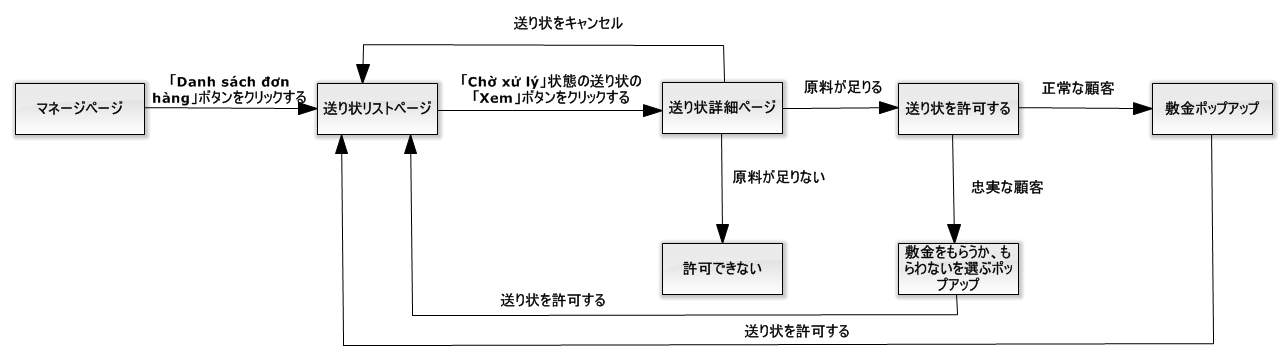 送り状をキャンセル
「Danh sách đơn
hàng」ボタンをクリックする
「Chờ xử lý」状態の送り状の
「Xem」ボタンをクリックする
原料が足りる
正常な顧客
マネージページ
送り状リストページ
送り状詳細ページ
送り状を許可する
敷金ポップアップ
原料が足りない
忠実な顧客
許可できない
敷金をもらうか、も
らわないを選ぶポッ
プアップ
送り状を許可する
送り状を許可する